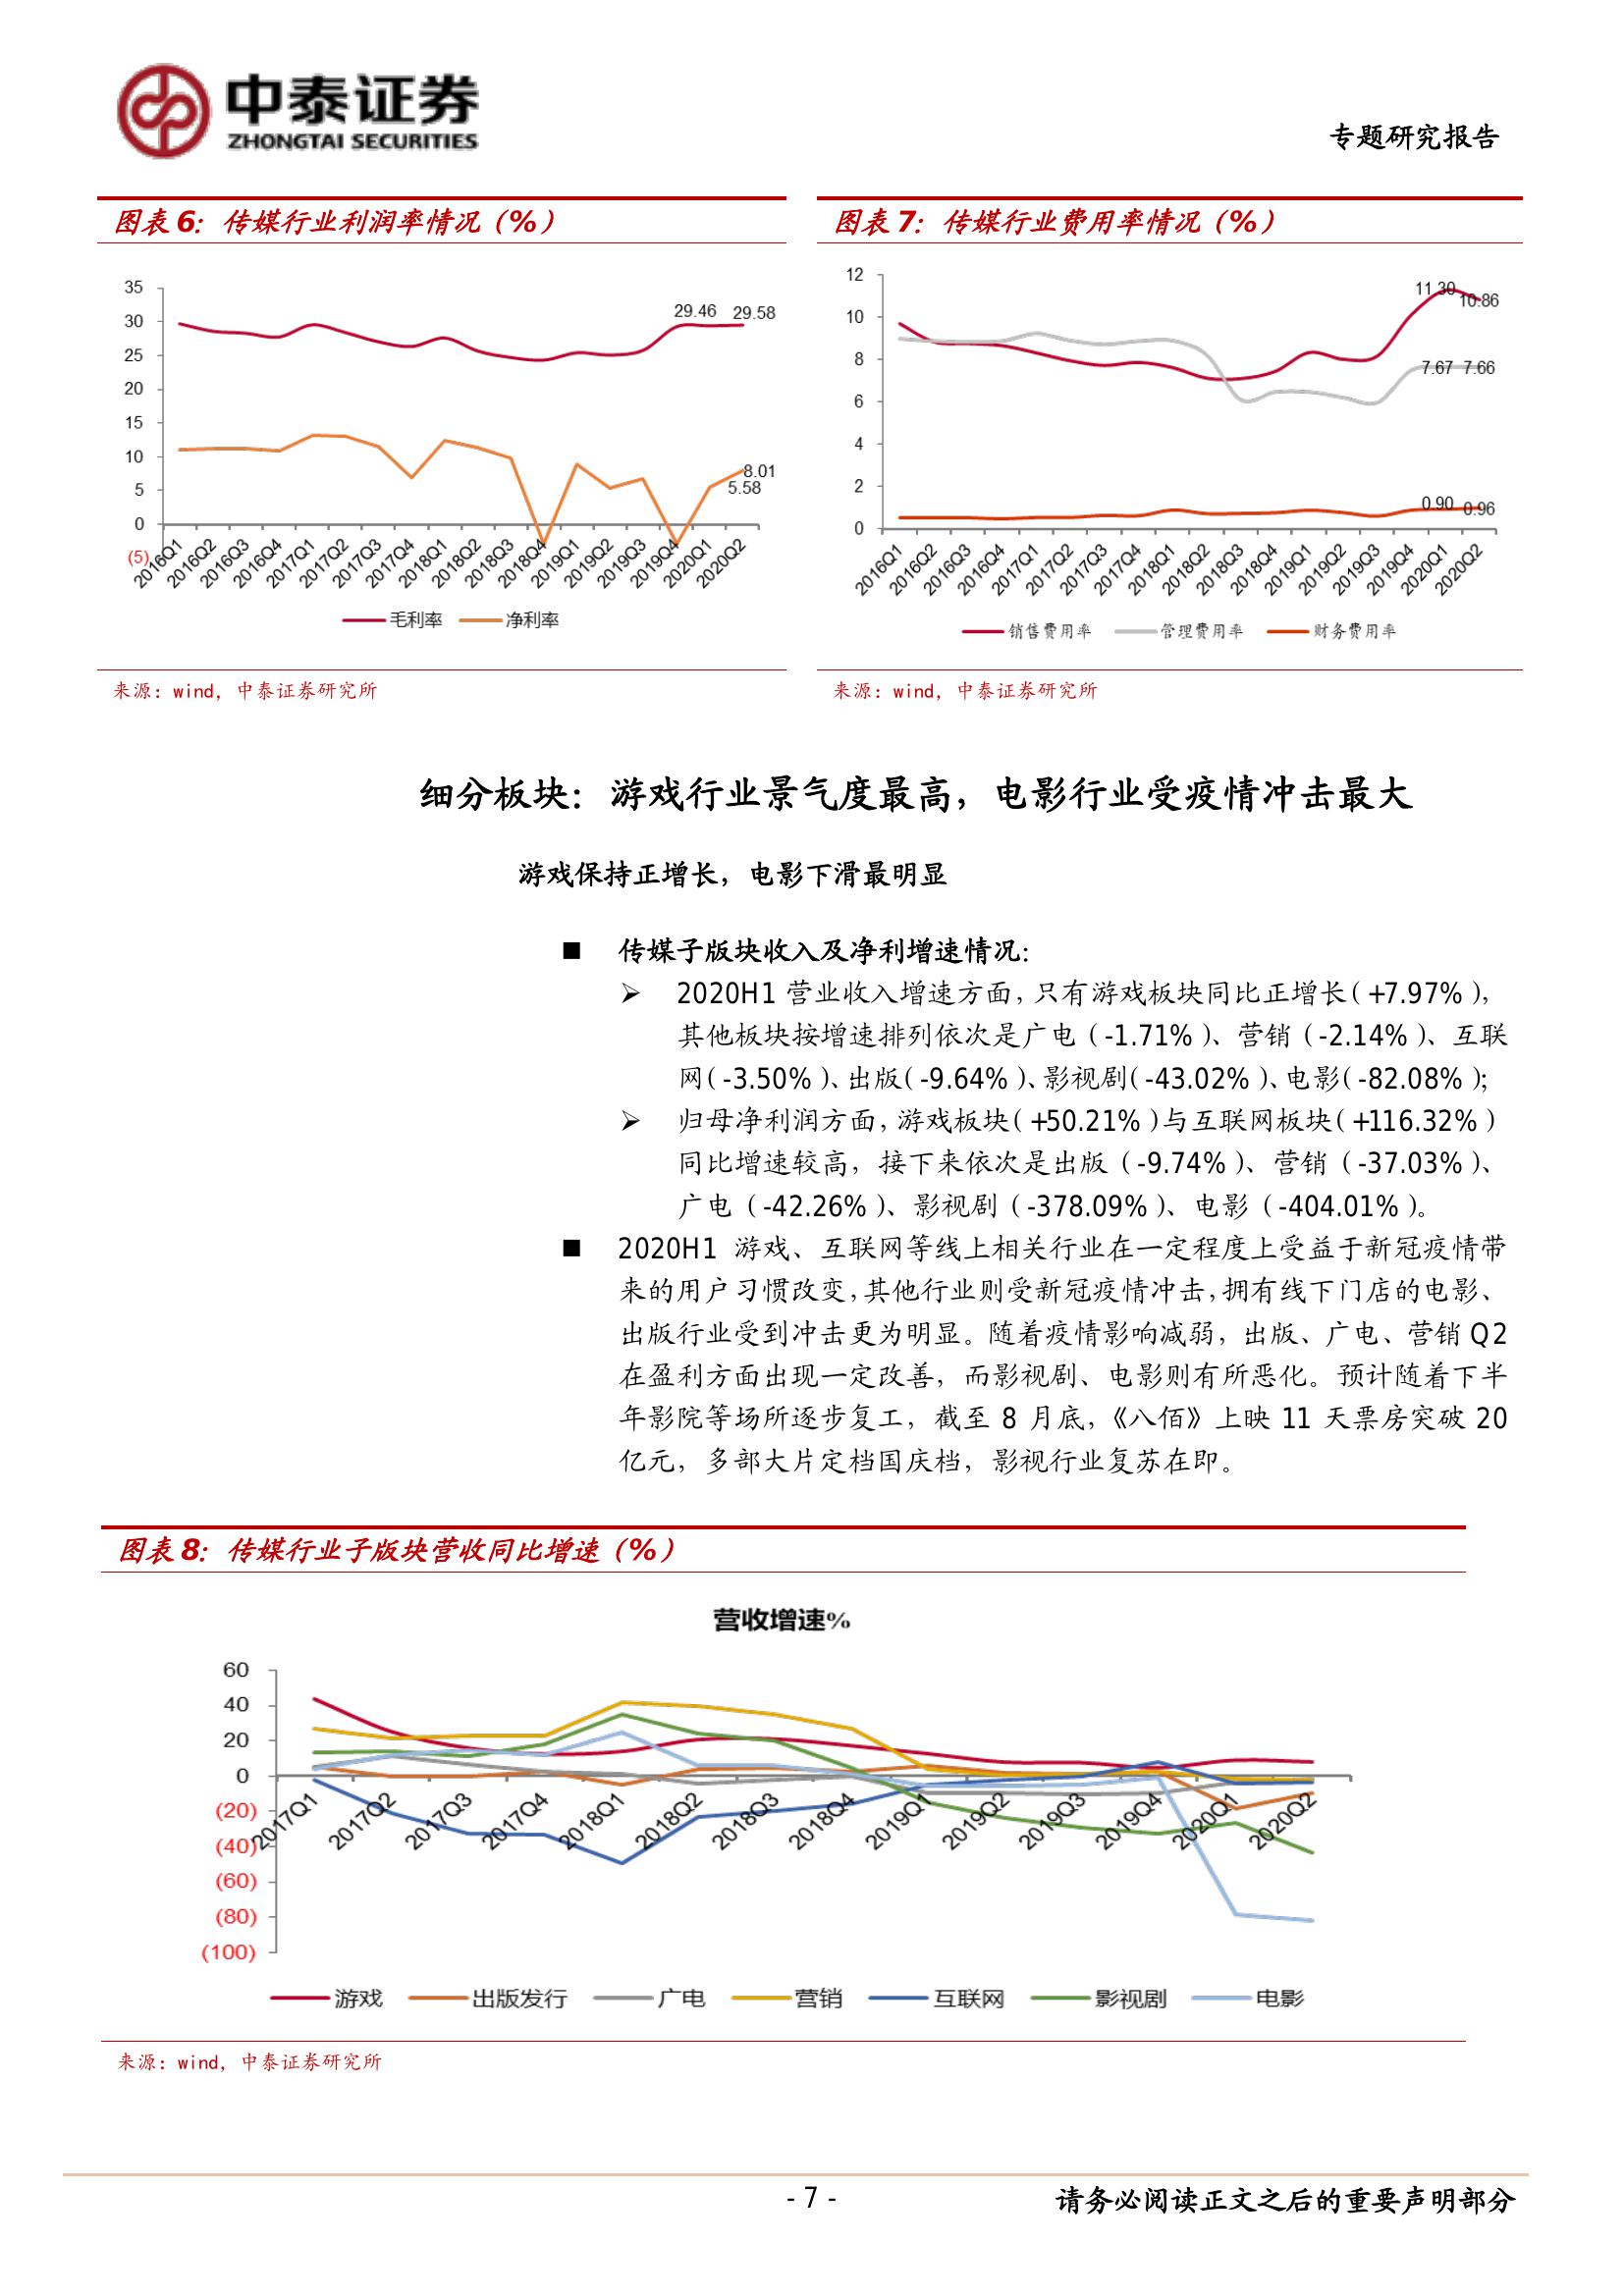 中泰证券
ZHONGTAI SECURITIES
专题研究报告
图表 6：传媒行业利润率情况（%）
35
30
25
20
15
10
5
0
(5)
29.46
29.58
8.01
5.58
2016Q1
2016Q2
2016Q3
2016Q4
2017Q1
2017Q2
2017Q3
2017Q4
2018Q1
2018Q2
2018Q3
2018Q4
2019Q1
2019Q2
2019Q3
2019Q4
2020Q1
2020Q2
毛利率 净利率
来源：wind，中泰证券研究所
图表 7：传媒行业费用率情况（%）
12
10
8
6
4
2
0
11.30
10.86
7.67
7.66
0.90
0.96
2016Q1
2016Q2
2016Q3
2016Q4
2017Q1
2017Q2
2017Q3
2017Q4
2018Q1
2018Q2
2018Q3
2018Q4
2019Q1
2019Q2
2019Q3
2019Q4
2020Q1
2020Q2
销售费用率 管理费用率 财务费用率
来源：wind，中泰证券研究所
细分板块：游戏行业景气度最高，电影行业受疫情冲击最大
游戏保持正增长，电影下滑最明显
■ 传媒子版块收入及净利增速情况：
➢ 2020H1 营业收入增速方面，只有游戏板块同比正增长（+7.97%），
其他板块按增速排列依次是广电（-1.71%）、营销（-2.14%）、互联
网（-3.50%）、出版（-9.64%）、影视剧（-43.02%）、电影（-82.08%）；
➢ 归母净利润方面，游戏板块（+50.21%）与互联网板块（+116.32%）
同比增速较高，接下来依次是出版（-9.74%）、营销（-37.03%）、
广电（-42.26%）、影视剧（-378.09%）、电影（-404.01%）。
■ 2020H1 游戏、互联网等线上相关行业在一定程度上受益于新冠疫情带
来的用户习惯改变，其他行业则受新冠疫情冲击，拥有线下门店的电影、
出版行业受到冲击更为明显。随着疫情影响减弱，出版、广电、营销 Q2
在盈利方面出现一定改善，而影视剧、电影则有所恶化。预计随着下半
年影院等场所逐步复工，截至 8 月底，《八佰》上映 11 天票房突破 20
亿元，多部大片定档国庆档，影视行业复苏在即。
图表 8：传媒行业子版块营收同比增速（%）
营收增速%
60
40
20
0
(20)
(40)
(60)
(80)
(100)
2017Q1
2017Q2
2017Q3
2017Q4
2018Q1
2018Q2
2018Q3
2018Q4
2019Q1
2019Q2
2019Q3
2019Q4
2020Q1
2020Q2
游戏 出版发行 广电 营销 互联网 影视剧 电影
来源：wind，中泰证券研究所
- 7 -
请务必阅读正文之后的重要声明部分